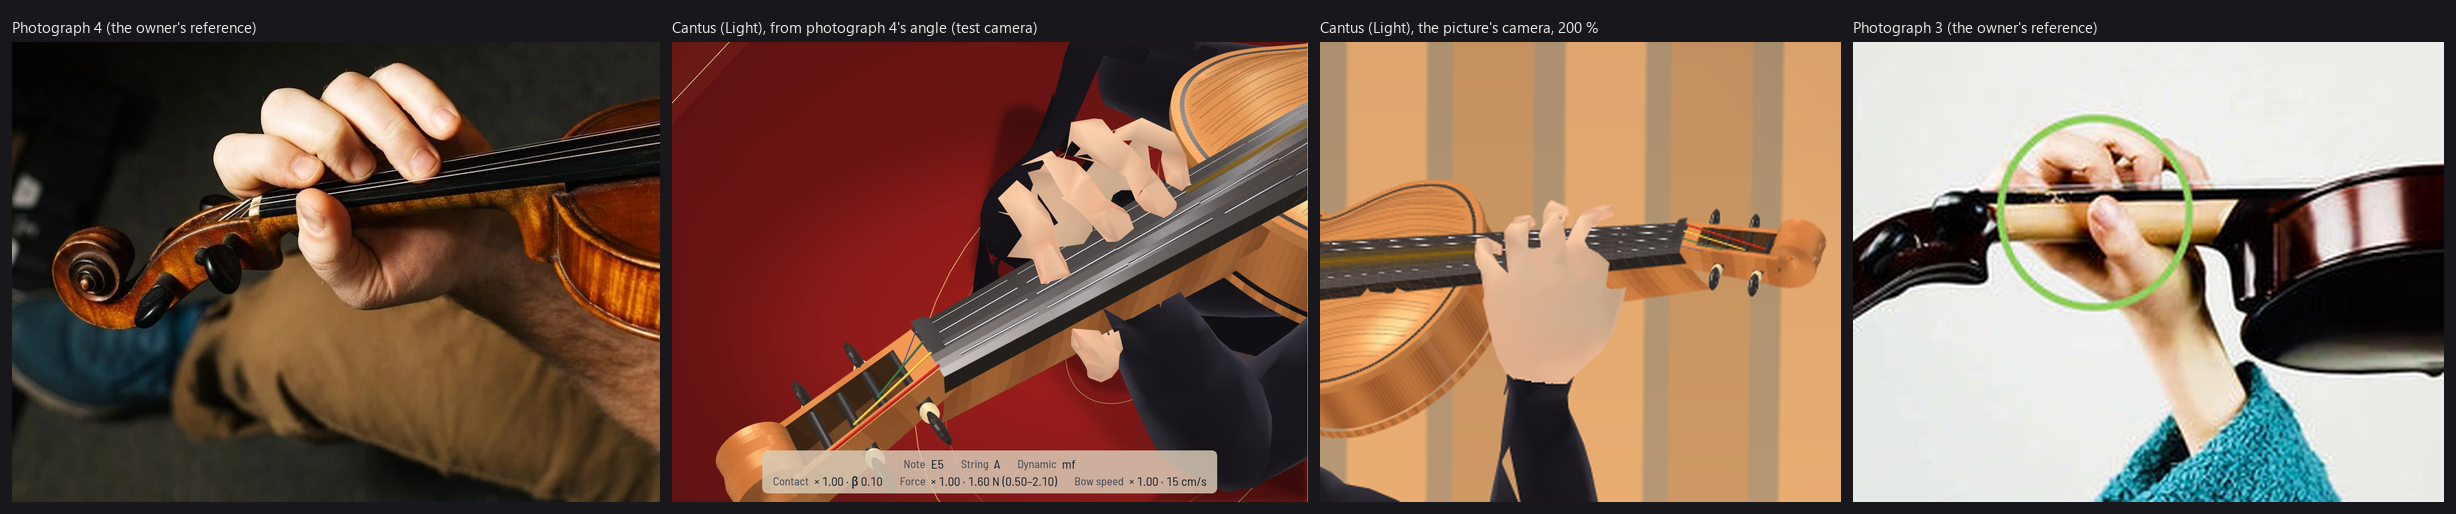 Photograph 4 (the owner's reference)
Cantus (Light), from photograph 4's angle (test camera)
Cantus (Light), the picture's camera, 200 %
Photograph 3 (the owner's reference)
Note E5 String A Dynamic mf
Contact × 1.00 · β 0.10 Force × 1.00 · 1.60 N (0.50–2.10) Bow speed × 1.00 · 15 cm/s